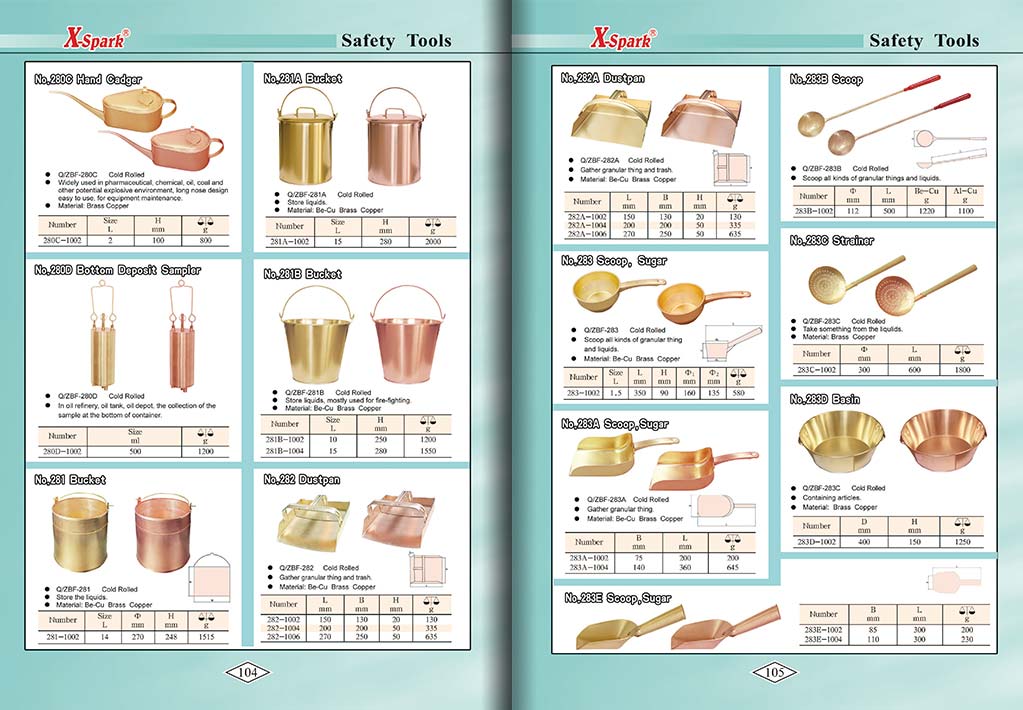 X-Spark®
Safety Tools
No,280C Hand Gadger
Q/ZBF-280C Cold Rolled
Widely used in pharmaceutical, chemical, oil, coal and
other potential explosive environment, long nose design
easy to use, for equipment maintenance.
Material: Brass Copper
Number Size L H mm g
280C-1002 2 100 800
No,280D Bottom Deposit Sampler
Q/ZBF-280D Cold Rolled
In oil refinery, oil tank, oil depot, the collection of the
sample at the bottom of container.
Number Size ml g
280D-1002 500 1200
No,281 Bucket
Q/ZBF-281 Cold Rolled
Store the liquids.
Material: Be-Cu Brass Copper
Number Size L Φ mm H mm g
281-1002 14 270 248 1515
No,281A Bucket
Q/ZBF-281A Cold Rolled
Store liquids.
Material: Be-Cu Brass Copper
Number Size L H mm g
281A-1002 15 280 2000
No,281B Bucket
Q/ZBF-281B Cold Rolled
Store liquids, mostly used for fire-fighting.
Material: Be-Cu Brass Copper
Number Size L H mm g
281B-1002 10 250 1200
281B-1004 15 280 1550
No,282 Dustpan
Q/ZBF-282 Cold Rolled
Gather granular thing and trash.
Material: Be-Cu Brass Copper
Number L mm B mm H mm g
282-1002 150 130 20 130
282-1004 200 200 50 335
282-1006 270 250 50 635
104
X-Spark®
Safety Tools
No,282A Dustpan
Q/ZBF-282A Cold Rolled
Gather granular thing and trash.
Material: Be-Cu Brass Copper
Number L mm B mm H mm g
282A-1002 150 130 20 130
282A-1004 200 200 50 335
282A-1006 270 250 50 635
No,283 Scoop, Sugar
Q/ZBF-283 Cold Rolled
Scoop all kinds of granular thing
and liquids.
Material: Be-Cu Brass Copper
Number Size L L mm H mm Φ1 mm Φ2 mm g
283-1002 1.5 350 90 160 135 580
No,283A Scoop,Sugar
Q/ZBF-283A Cold Rolled
Gather granular thing.
Material: Be-Cu Brass Copper
Number B mm L mm g
283A-1002 75 200 200
283A-1004 140 360 645
No,283E Scoop,Sugar
No,283B Scoop
Q/ZBF-283B Cold Rolled
Scoop all kinds of granular things and liquids.
Number Φ mm L mm Be-Cu g Al-Cu g
283B-1002 112 500 1220 1100
No,283C Strainer
Q/ZBF-283C Cold Rolled
Take something from the liqulids.
Material: Brass Copper
Number Φ mm L mm g
283C-1002 300 600 1800
No,283D Basin
Q/ZBF-283C Cold Rolled
Containing articles.
Material: Brass Copper
Number D mm H mm g
283D-1002 400 150 1250
Number B mm L mm g
283E-1002 85 300 200
283E-1004 110 300 230
105